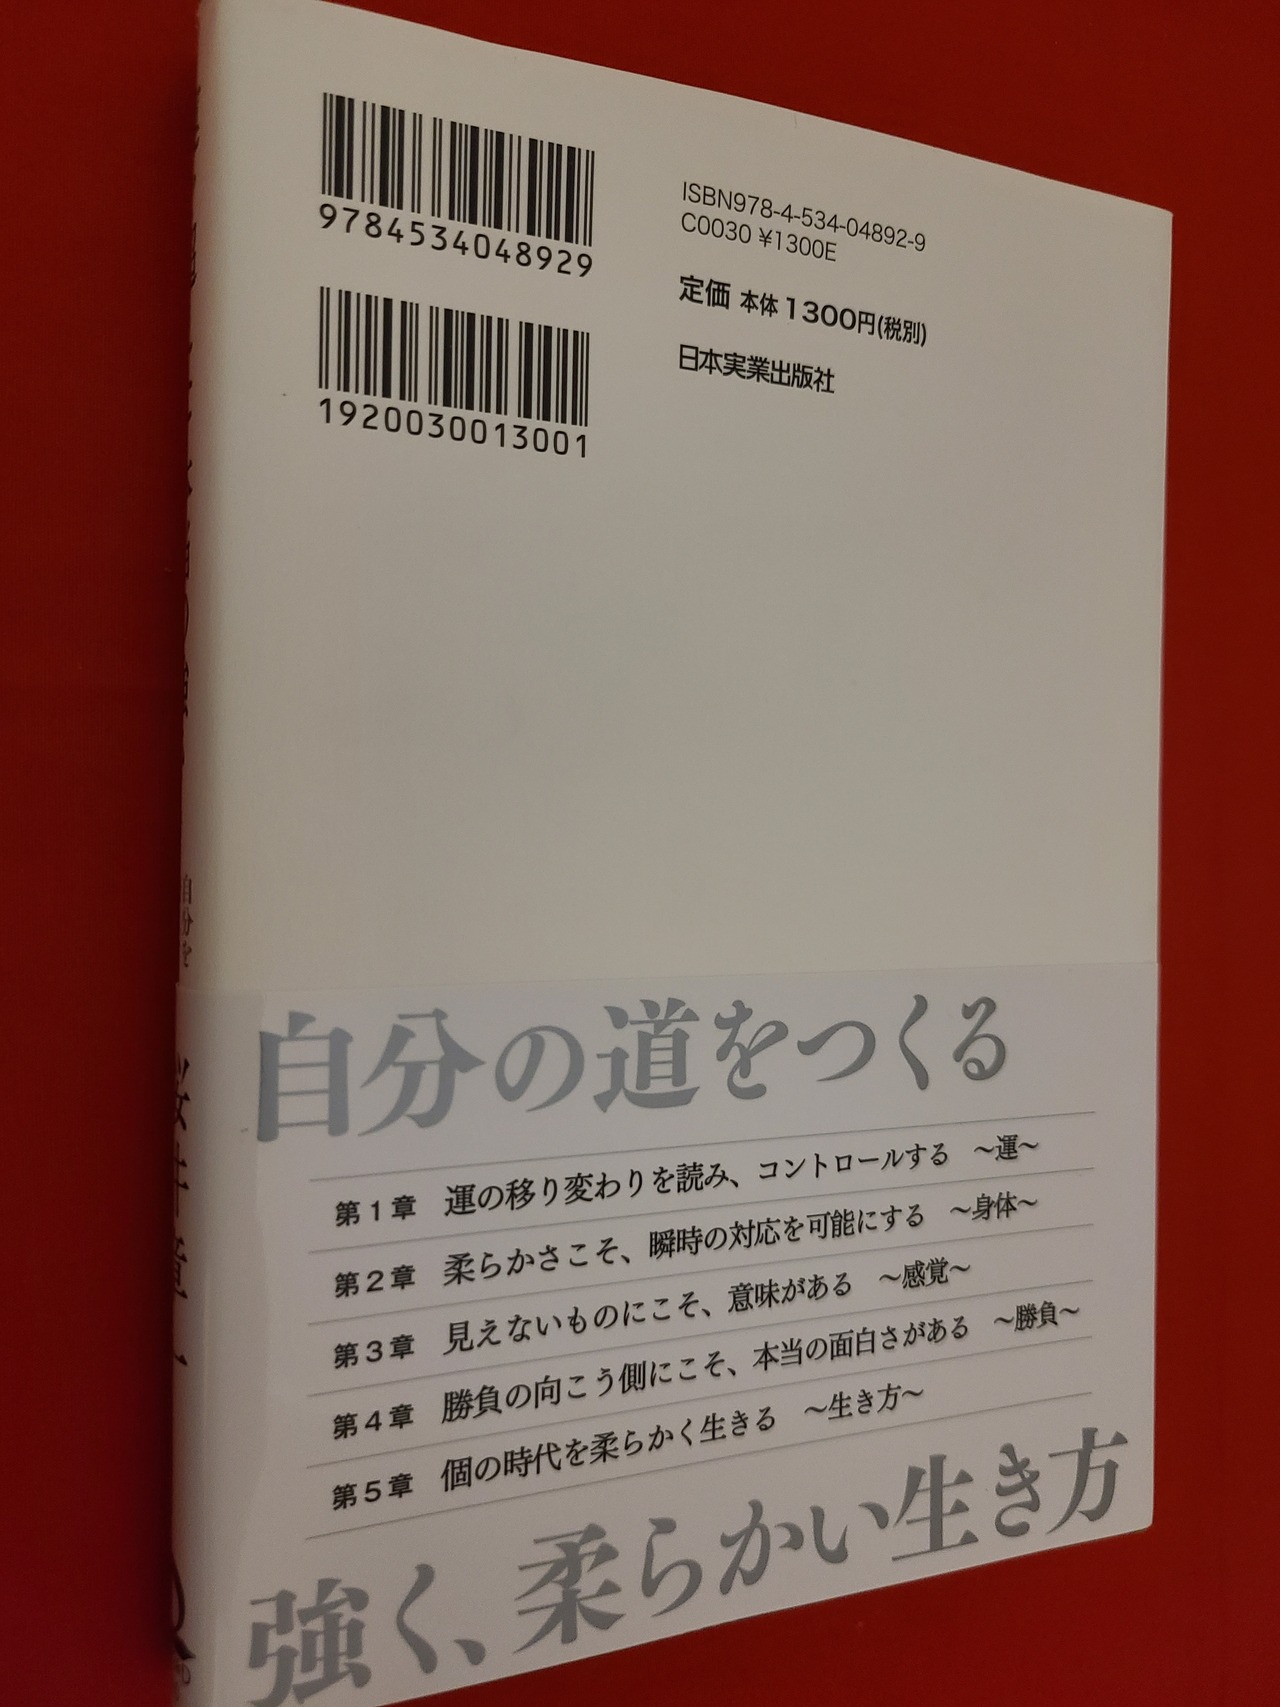 9784534048929
1920030013001
ISBN978-4-534-04892-9
C0030 ¥1300E
定価 本体1300円(税別)
日本実業出版社
自分の道をつくる
第1章 運の移り変わりを読み、コントロールする 〜運〜
第2章 柔らかさこそ、瞬時の対応を可能にする 〜身体〜
第3章 見えないものにこそ、意味がある 〜感覚〜
第4章 勝負の向こう側にこそ、本当の面白さがある 〜勝負〜
第5章 個の時代を柔らかく生きる 〜生き方〜
強く、柔らかい生き方
自分を
桜井章一